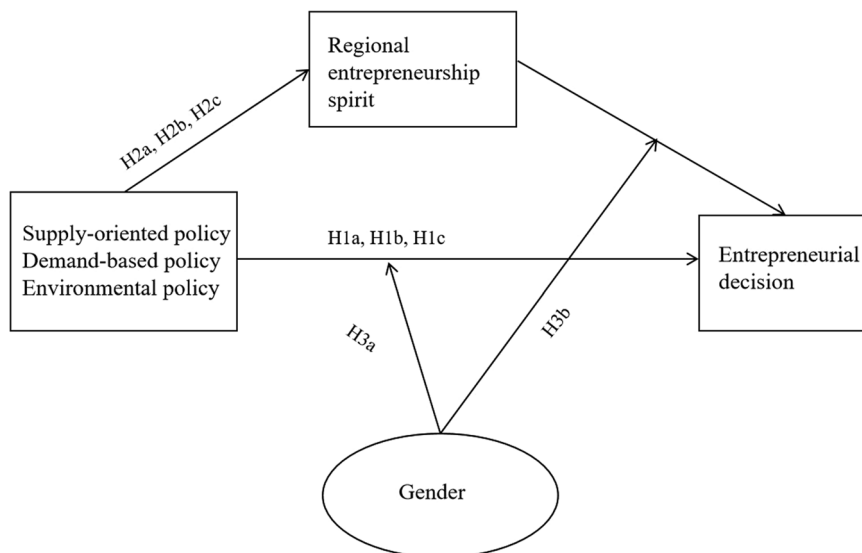 Regional
entrepreneurship
spirit
H2a, H2b, H2c
Supply-oriented policy
Demand-based policy
Environmental policy
H1a, H1b, H1c
Entrepreneurial
decision
H3a
H3b
Gender